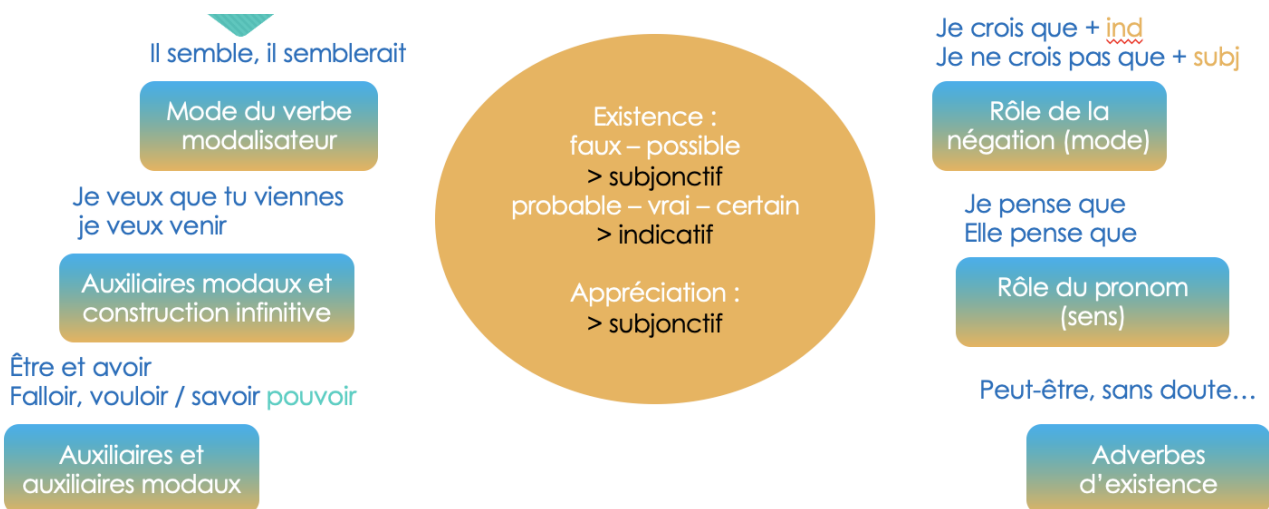 Il semble, il semblerait
Mode du verbe
modalisateur
Je veux que tu viennes
je veux venir
Auxiliaires modaux et
construction infinitive
Être et avoir
Falloir, vouloir / savoir pouvoir
Auxiliaires et
auxiliaires modaux
Existence :
faux – possible
> subjonctif
probable – vrai – certain
> indicatif
Appréciation :
> subjonctif
Je crois que + ind
Je ne crois pas que + subj
Rôle de la
négation (mode)
Je pense que
Elle pense que
Rôle du pronom
(sens)
Peut-être, sans doute…
Adverbes
d'existence